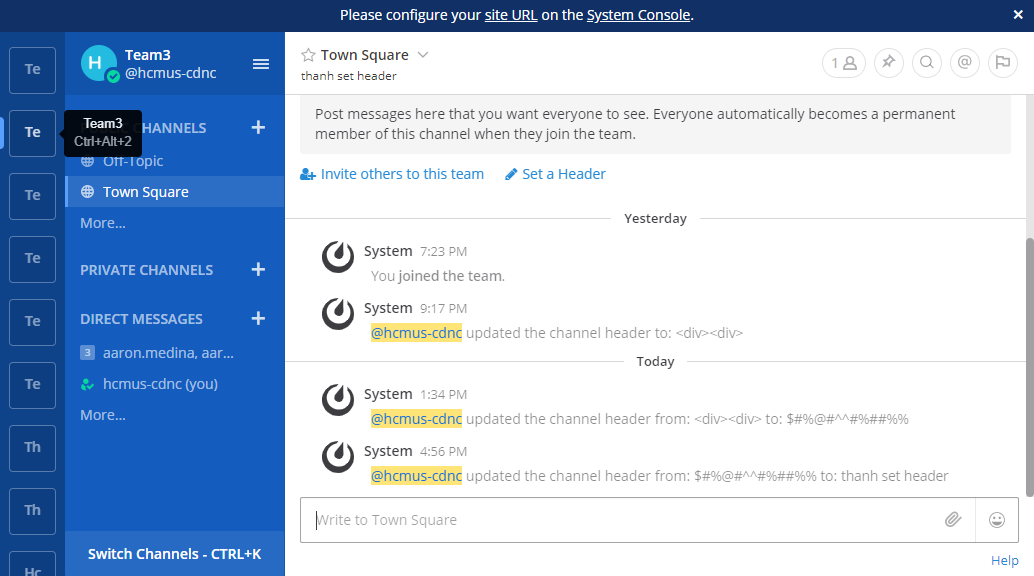 Please configure your site URL on the System Console.
×
Te
Te
Te
Te
Te
Te
Th
Th
Hc
H
Team3
@hcmus-cdnc
Team3
Ctrl+Alt+2
CHANNELS
Off-Topic
Town Square
More...
PRIVATE CHANNELS
DIRECT MESSAGES
3 aaron.medina, aar...
hcmus-cdnc (you)
More...
Switch Channels - CTRL+K
Town Square
thanh set header
1
@
Post messages here that you want everyone to see. Everyone automatically becomes a permanent
member of this channel when they join the team.
Invite others to this team Set a Header
Yesterday
System 7:23 PM
You joined the team.
System 9:17 PM
@hcmus-cdnc updated the channel header to: <div><div>
Today
System 1:34 PM
@hcmus-cdnc updated the channel header from: <div><div> to: $#%@#^^#%##%%
System 4:56 PM
@hcmus-cdnc updated the channel header from: $#%@#^^#%##%% to: thanh set header
Write to Town Square
Help